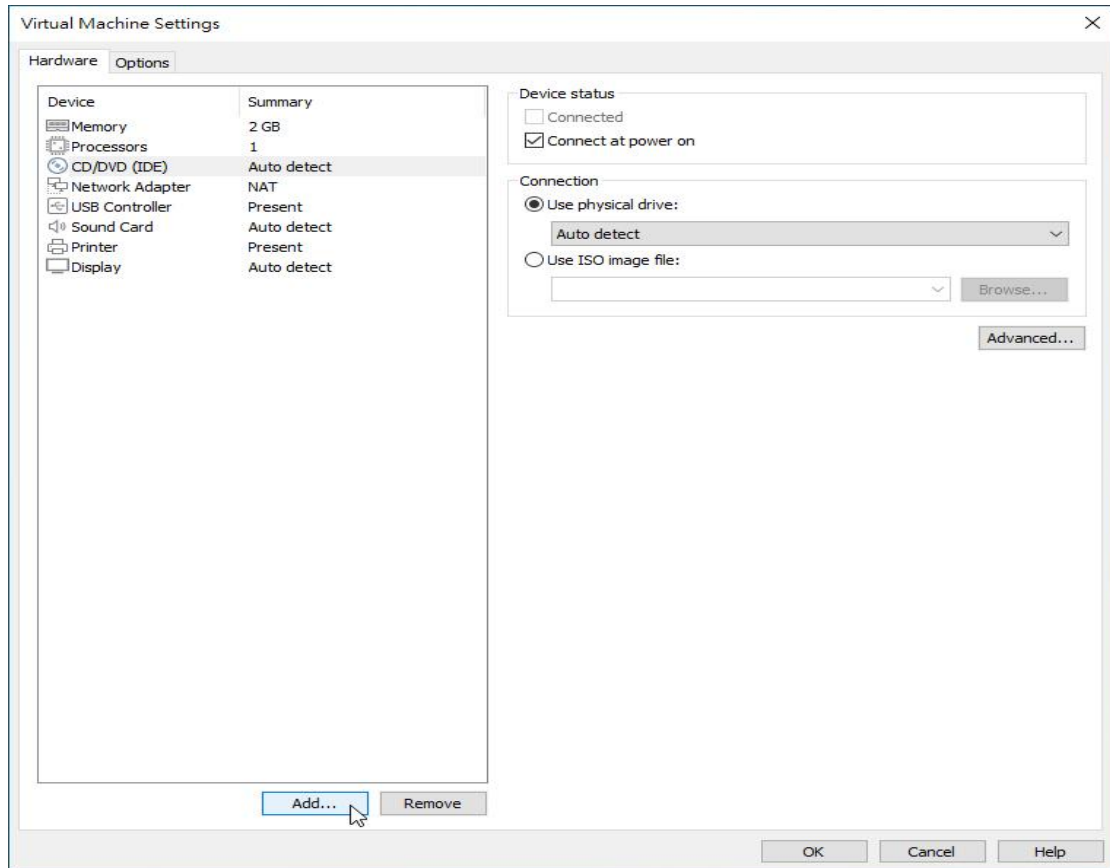 Virtual Machine Settings
Hardware Options
Device Summary
Memory 2 GB
Processors 1
CD/DVD (IDE) Auto detect
Network Adapter NAT
USB Controller Present
Sound Card Auto detect
Printer Present
Display Auto detect
Device status
Connected
Connect at power on
Connection
Use physical drive:
Auto detect
Use ISO image file:
Browse...
Advanced...
Add... Remove
OK Cancel Help